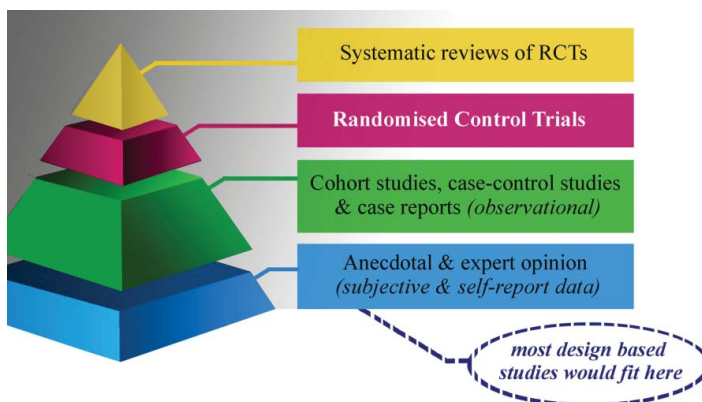 Systematic reviews of RCTs
Randomised Control Trials
Cohort studies, case-control studies
& case reports (observational)
Anecdotal & expert opinion
(subjective & self-report data)
most design based
studies would fit here